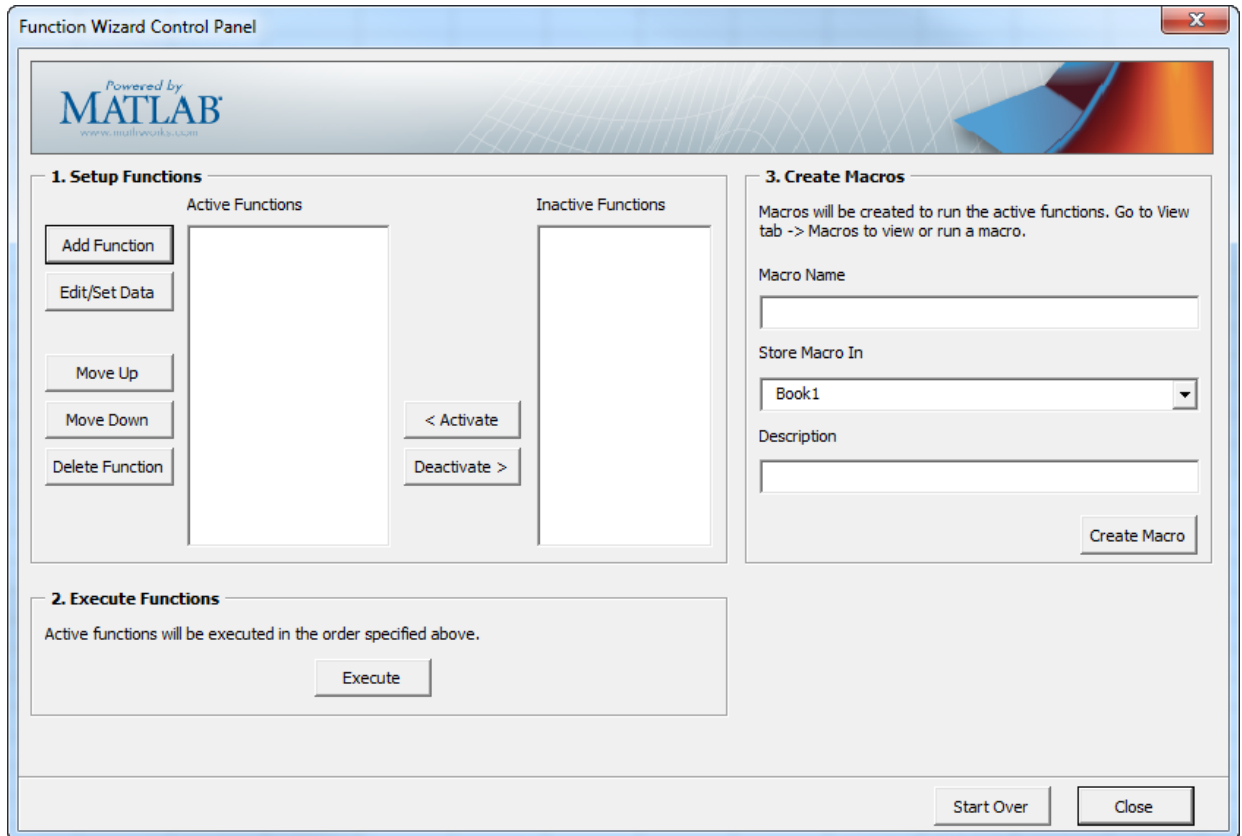 Function Wizard Control Panel
Powered by
MATLAB
www.mathworks.com
1. Setup Functions
Active Functions
Inactive Functions
Add Function
Edit/Set Data
Move Up
Move Down
Delete Function
< Activate
Deactivate >
3. Create Macros
Macros will be created to run the active functions. Go to View
tab -> Macros to view or run a macro.
Macro Name
Store Macro In
Book1
Description
Create Macro
2. Execute Functions
Active functions will be executed in the order specified above.
Execute
Start Over
Close